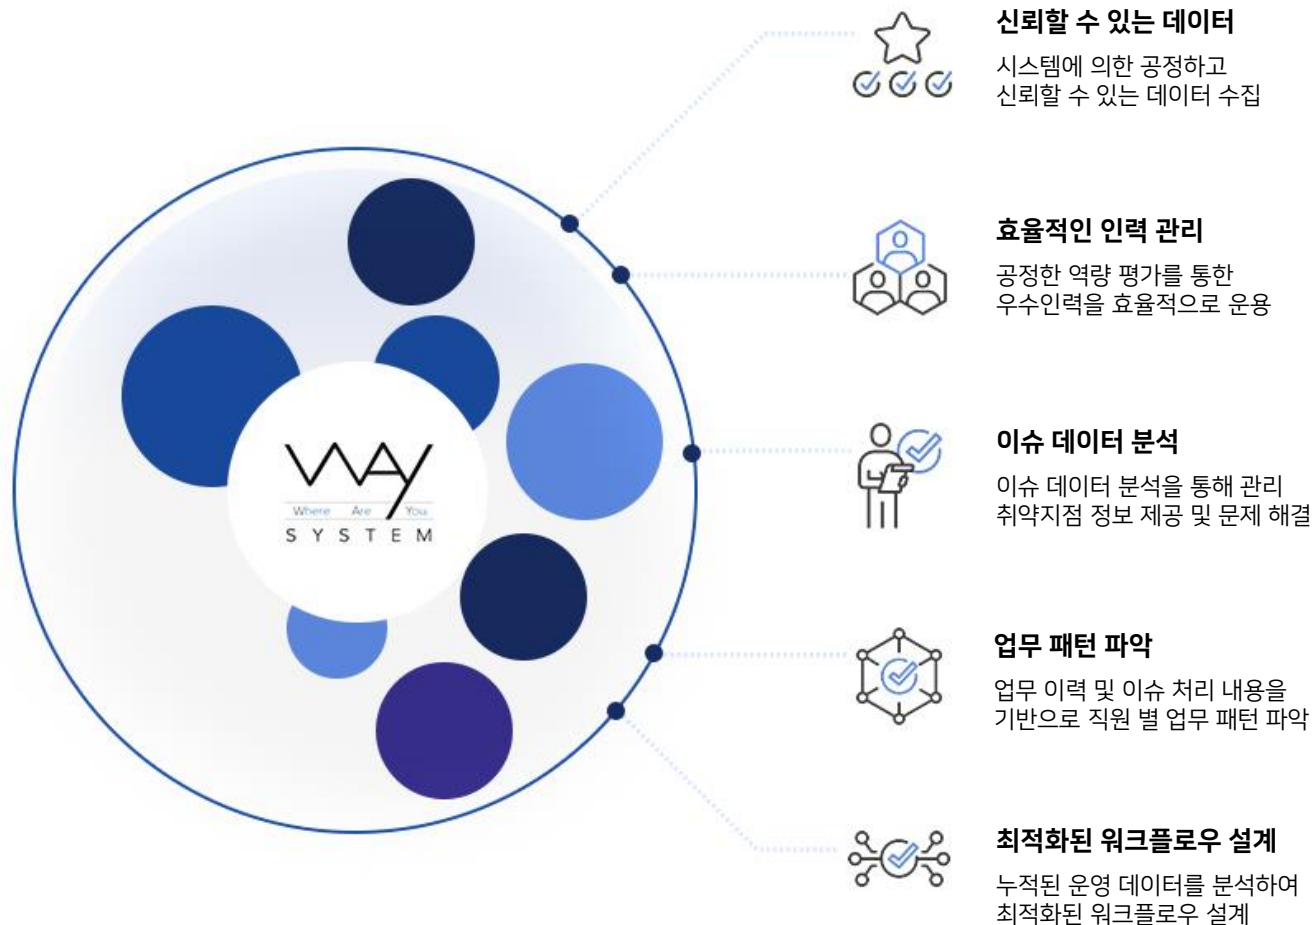 신뢰할 수 있는 데이터
시스템에 의한 공정하고
신뢰할 수 있는 데이터 수집
효율적인 인력 관리
공정한 역량 평가를 통한
우수인력을 효율적으로 운용
WAY
Where Are You
SYSTEM
이슈 데이터 분석
이슈 데이터 분석을 통해 관리
취약지점 정보 제공 및 문제 해결
업무 패턴 파악
업무 이력 및 이슈 처리 내용을
기반으로 직원 별 업무 패턴 파악
최적화된 워크플로우 설계
누적된 운영 데이터를 분석하여
최적화된 워크플로우 설계